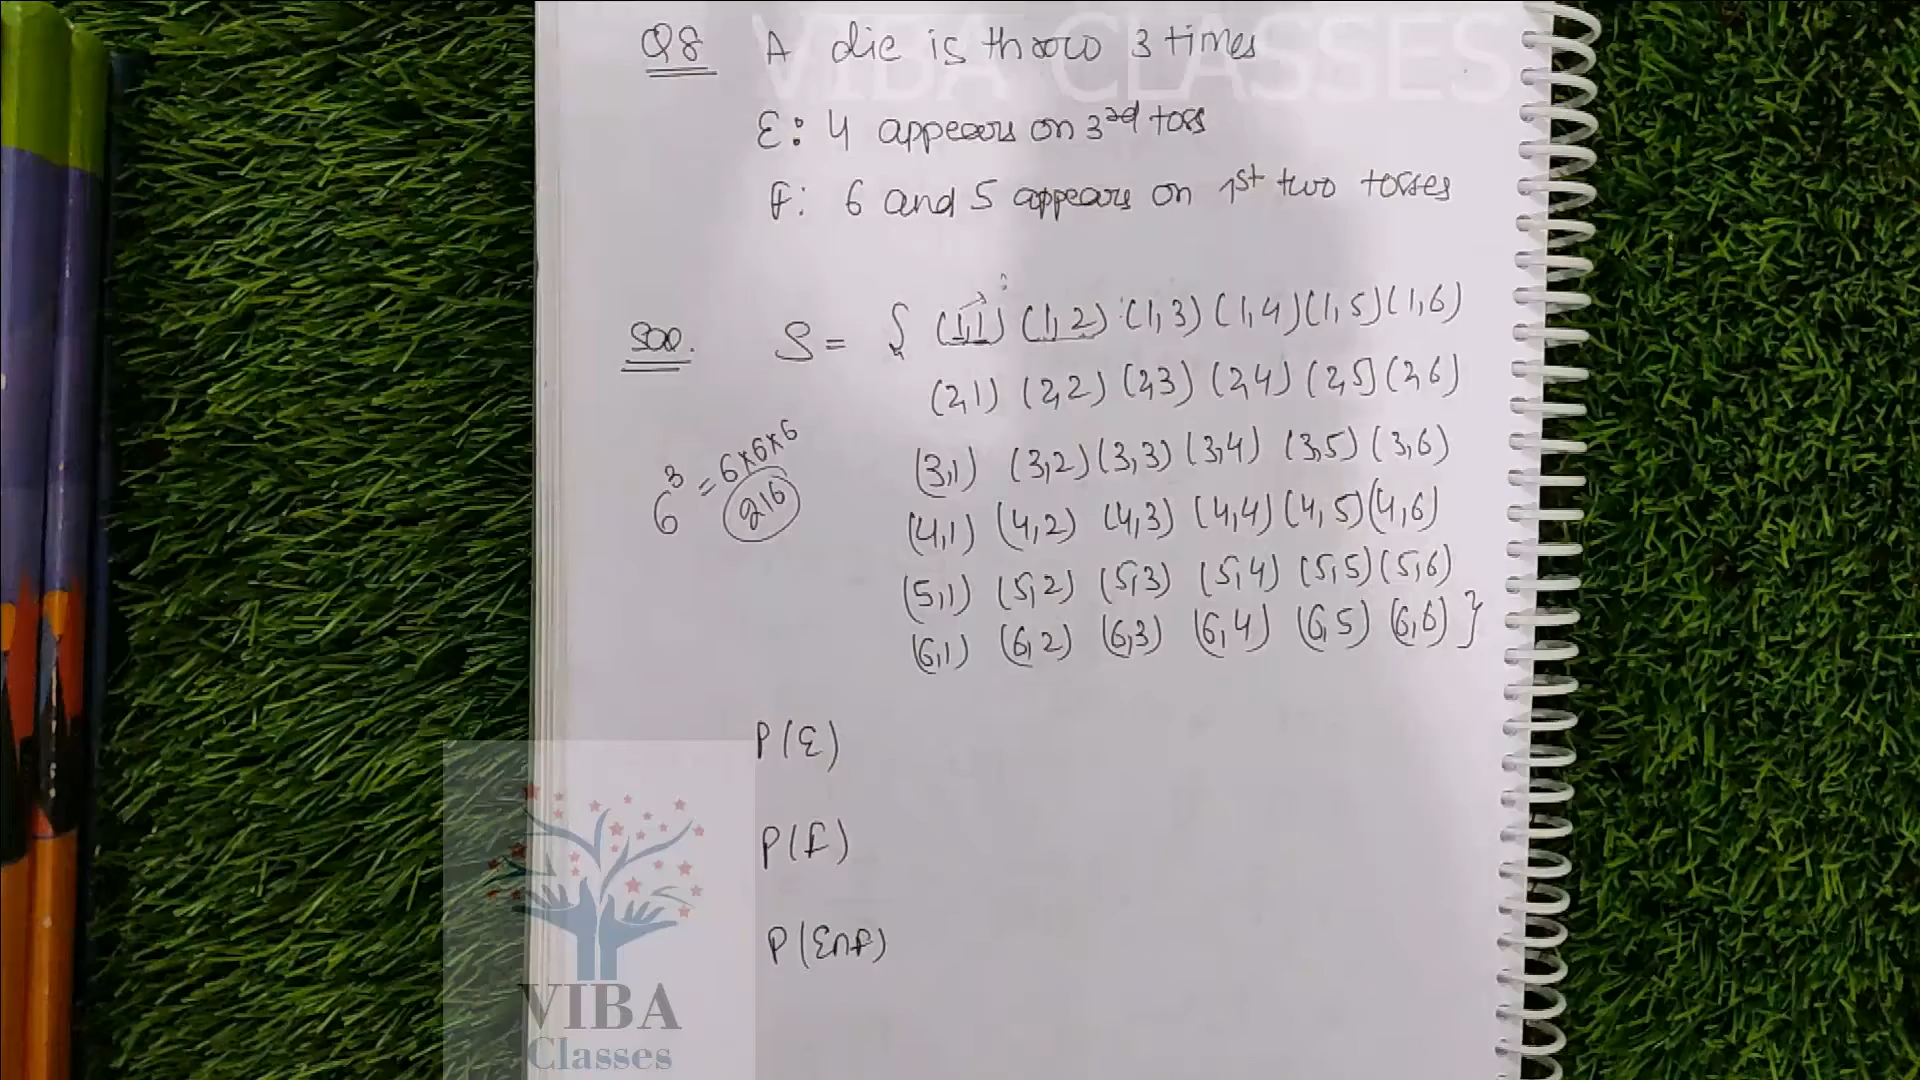 VIBA CLASSES
Q8 A die is throw 3 times
E: 4 appears on 3rd toss
F: 6 and 5 appears on 1st two tosses
Sol. S = { (1,1) (1,2) (1,3) (1,4) (1,5) (1,6)
(2,1) (2,2) (2,3) (2,4) (2,5) (2,6)
(3,1) (3,2) (3,3) (3,4) (3,5) (3,6)
(4,1) (4,2) (4,3) (4,4) (4,5) (4,6)
(5,1) (5,2) (5,3) (5,4) (5,5) (5,6)
(6,1) (6,2) (6,3) (6,4) (6,5) (6,6) }
6³ = 6×6×6
216
P(E)
P(F)
P(E∩F)
VIBA
Classes